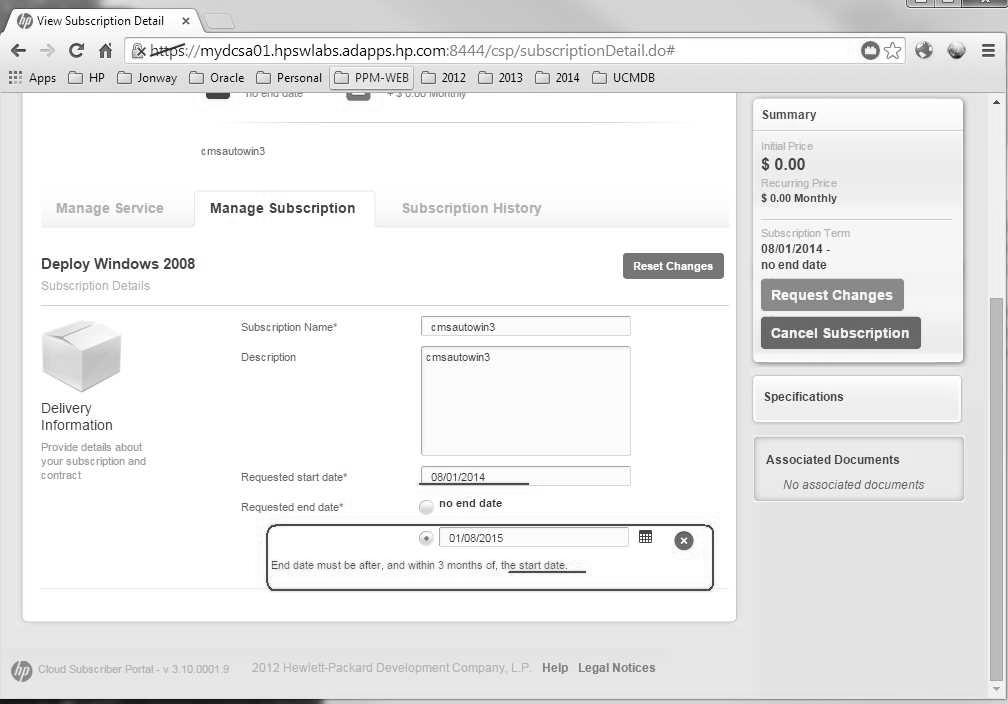 View Subscription Detail
https://mydcsa01.hpswlabs.adapps.hp.com:8444/csp/subscriptionDetail.do#
Apps HP Jonway Oracle Personal PPM-WEB 2012 2013 2014 UCMDB
no end date + $ 0.00 Monthly
cmsautowin3
Manage Service Manage Subscription Subscription History
Deploy Windows 2008
Reset Changes
Subscription Details
Subscription Name* cmsautowin3
Description cmsautowin3
Delivery
Information
Provide details about
your subscription and
contract
Requested start date* 08/01/2014
Requested end date* no end date
01/08/2015
End date must be after, and within 3 months of, the start date.
Summary
Initial Price
$ 0.00
Recurring Price
$ 0.00 Monthly
Subscription Term
08/01/2014 -
no end date
Request Changes
Cancel Subscription
Specifications
Associated Documents
No associated documents
hp Cloud Subscriber Portal - v 3.10.0001.9 2012 Hewlett-Packard Development Company, L.P. Help Legal Notices